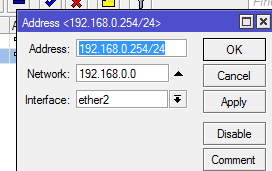 Find
Address <192.168.0.254/24>
Address: 192.168.0.254/24
OK
Network: 192.168.0.0
Cancel
Interface: ether2
Apply
Disable
Comment